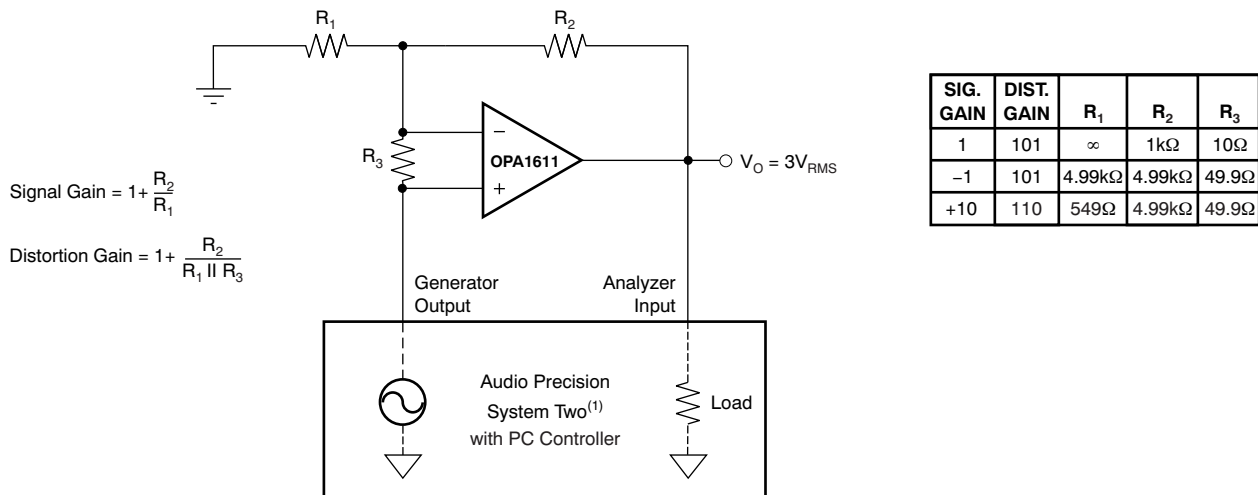 R1
R2
R3
−
OPA1611
+
VO = 3VRMS
Signal Gain = 1+ R2
R1
Distortion Gain = 1+ R2
R1 II R3
Generator
Output
Analyzer
Input
Audio Precision
System Two(1)
with PC Controller
Load
SIG. GAIN DIST. GAIN R1 R2 R3
1 101 ∞ 1kΩ 10Ω
−1 101 4.99kΩ 4.99kΩ 49.9Ω
+10 110 549Ω 4.99kΩ 49.9Ω